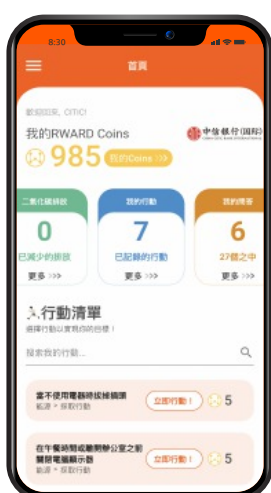 8:30
首頁
歡迎回來, CITIC!
我的RWARD Coins
中信銀行(国际)
985 我的Coins >>>
二氧化碳排放
我的行動
我的獎章
0
7
6
已減少的排放
已記錄的行動
27個之中
更多 >>>
更多 >>>
更多 >>>
行動清單
選擇行動以實現你的目標！
搜索我的行動...
當不使用電器時拔掉插頭
能源 * 採取行動
立即行動！
5
在午餐時間或離開辦公室之前
關閉電腦顯示器
能源 * 採取行動
立即行動！
5